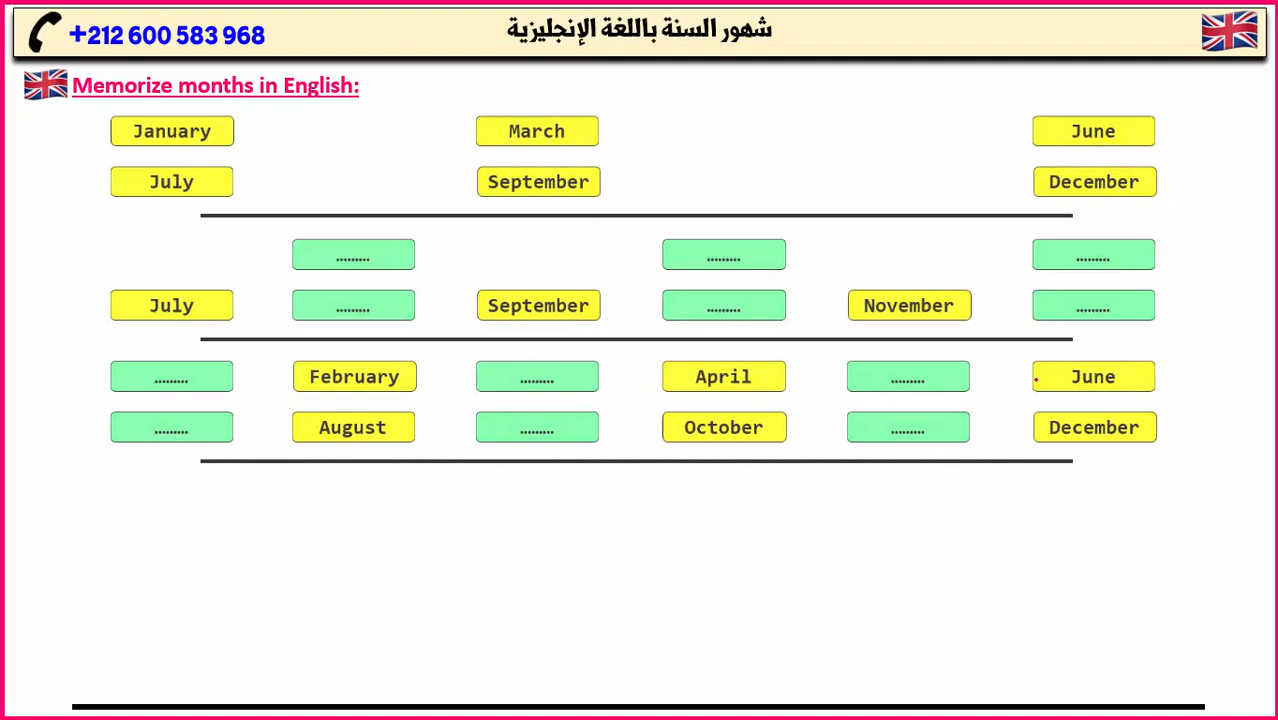 +212 600 583 968
شهور السنة باللغة الإنجليزية
Memorize months in English:
January March June
July September December
......... ......... .........
July ......... September ......... November .........
......... February ......... April ......... June
......... August ......... October ......... December